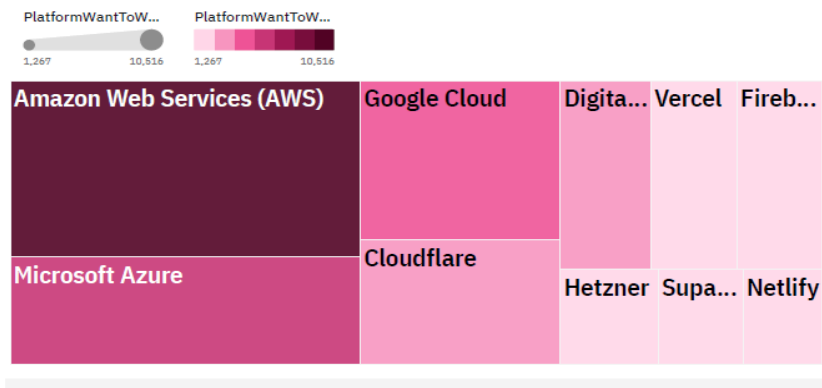 PlatformWantToW... PlatformWantToW...
1,267 10,516 1,267 10,516
Amazon Web Services (AWS) Google Cloud Digita... Vercel Fireb...
Cloudflare
Microsoft Azure
Hetzner Supa... Netlify